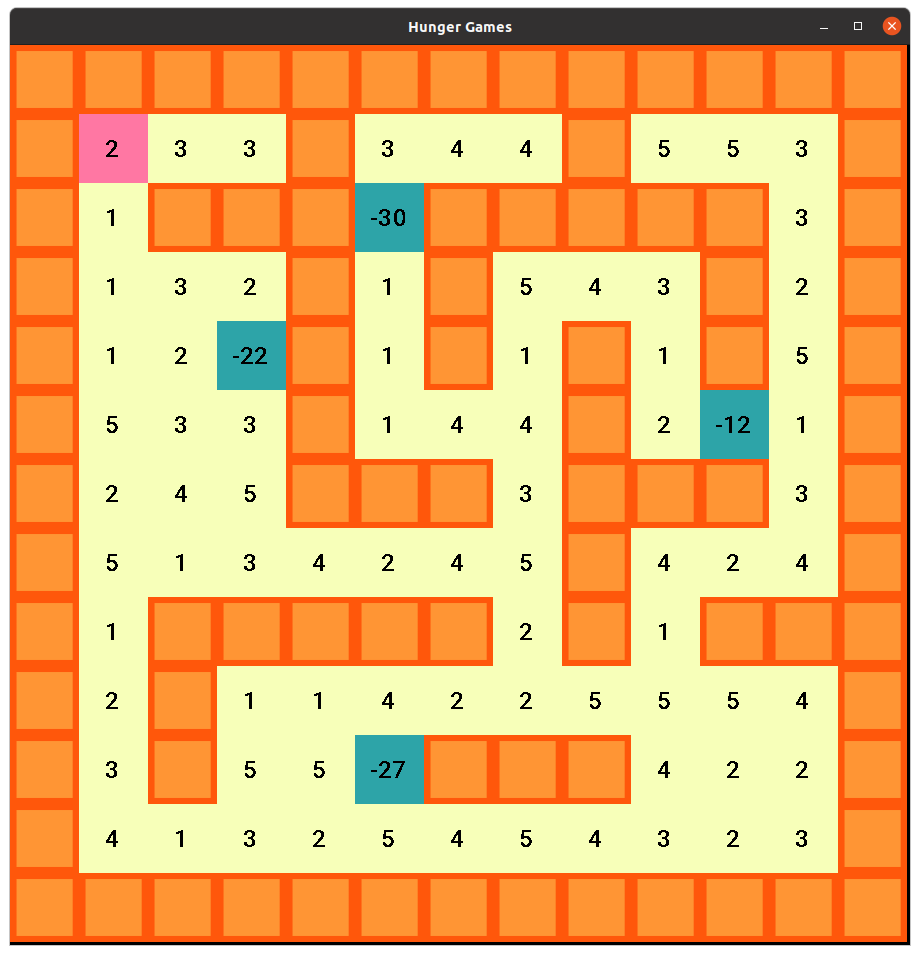 Hunger Games
2 3 3 3 4 4 5 5 3
1 -30 3
1 3 2 1 5 4 3 2
1 2 -22 1 1 1 5
5 3 3 1 4 4 2 -12 1
2 4 5 3 3
5 1 3 4 2 4 5 4 2 4
1 2 1
2 1 1 4 2 2 5 5 5 4
3 5 5 -27 4 2 2
4 1 3 2 5 4 5 4 3 2 3